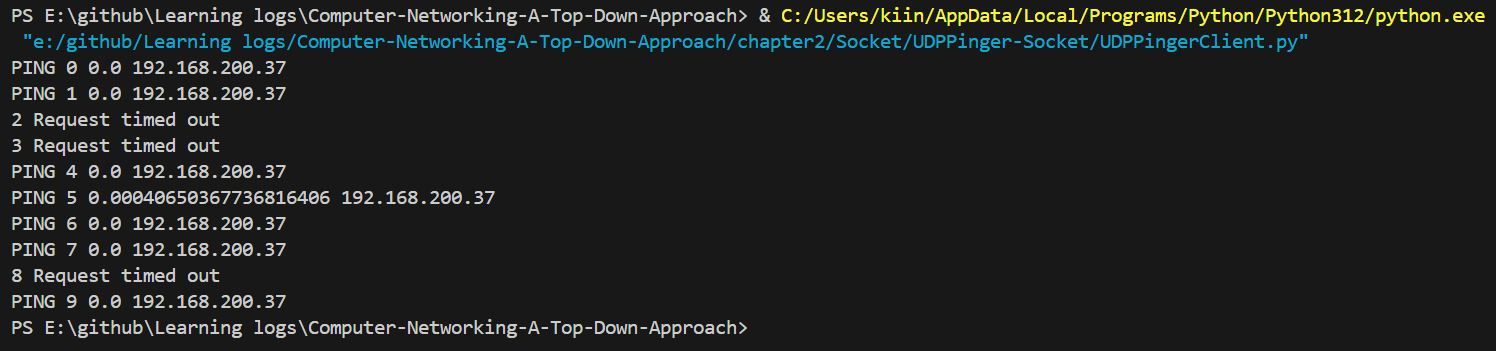 PS E:\github\Learning logs\Computer-Networking-A-Top-Down-Approach> & C:/Users/kiin/AppData/Local/Programs/Python/Python312/python.exe
"e:/github/Learning logs/Computer-Networking-A-Top-Down-Approach/chapter2/Socket/UDPPinger-Socket/UDPPingerClient.py"
PING 0 0.0 192.168.200.37
PING 1 0.0 192.168.200.37
2 Request timed out
3 Request timed out
PING 4 0.0 192.168.200.37
PING 5 0.00040650367736816406 192.168.200.37
PING 6 0.0 192.168.200.37
PING 7 0.0 192.168.200.37
8 Request timed out
PING 9 0.0 192.168.200.37
PS E:\github\Learning logs\Computer-Networking-A-Top-Down-Approach>